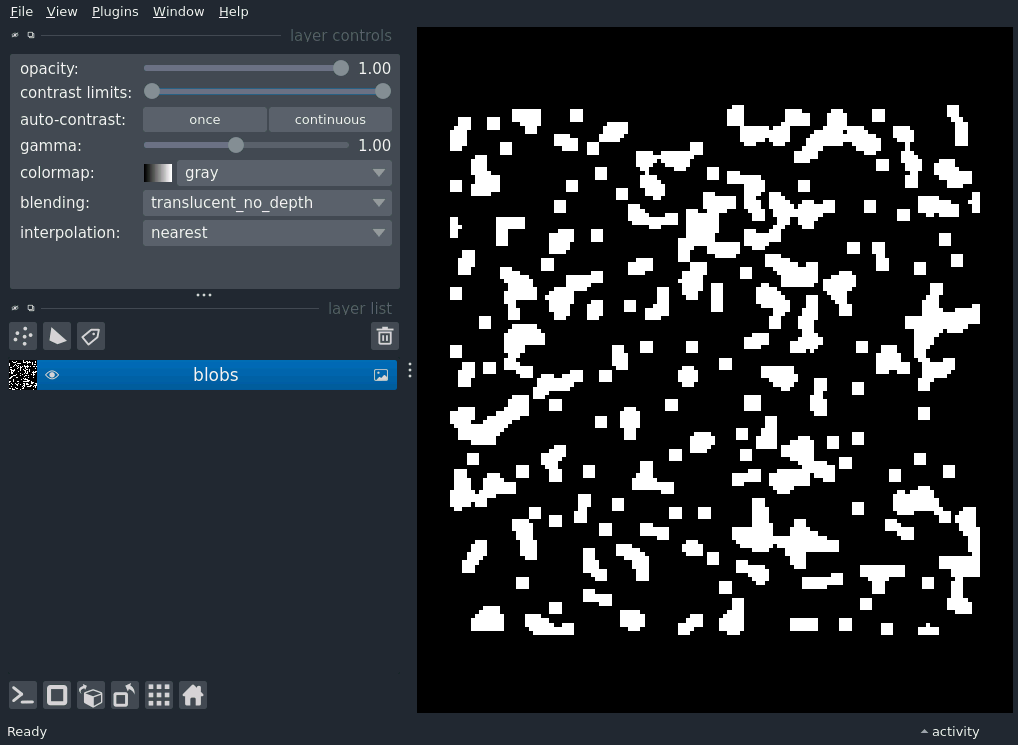 File View Plugins Window Help
layer controls
opacity: 1.00
contrast limits:
auto-contrast: once continuous
gamma: 1.00
colormap: gray
blending: translucent_no_depth
interpolation: nearest
layer list
blobs
Ready activity